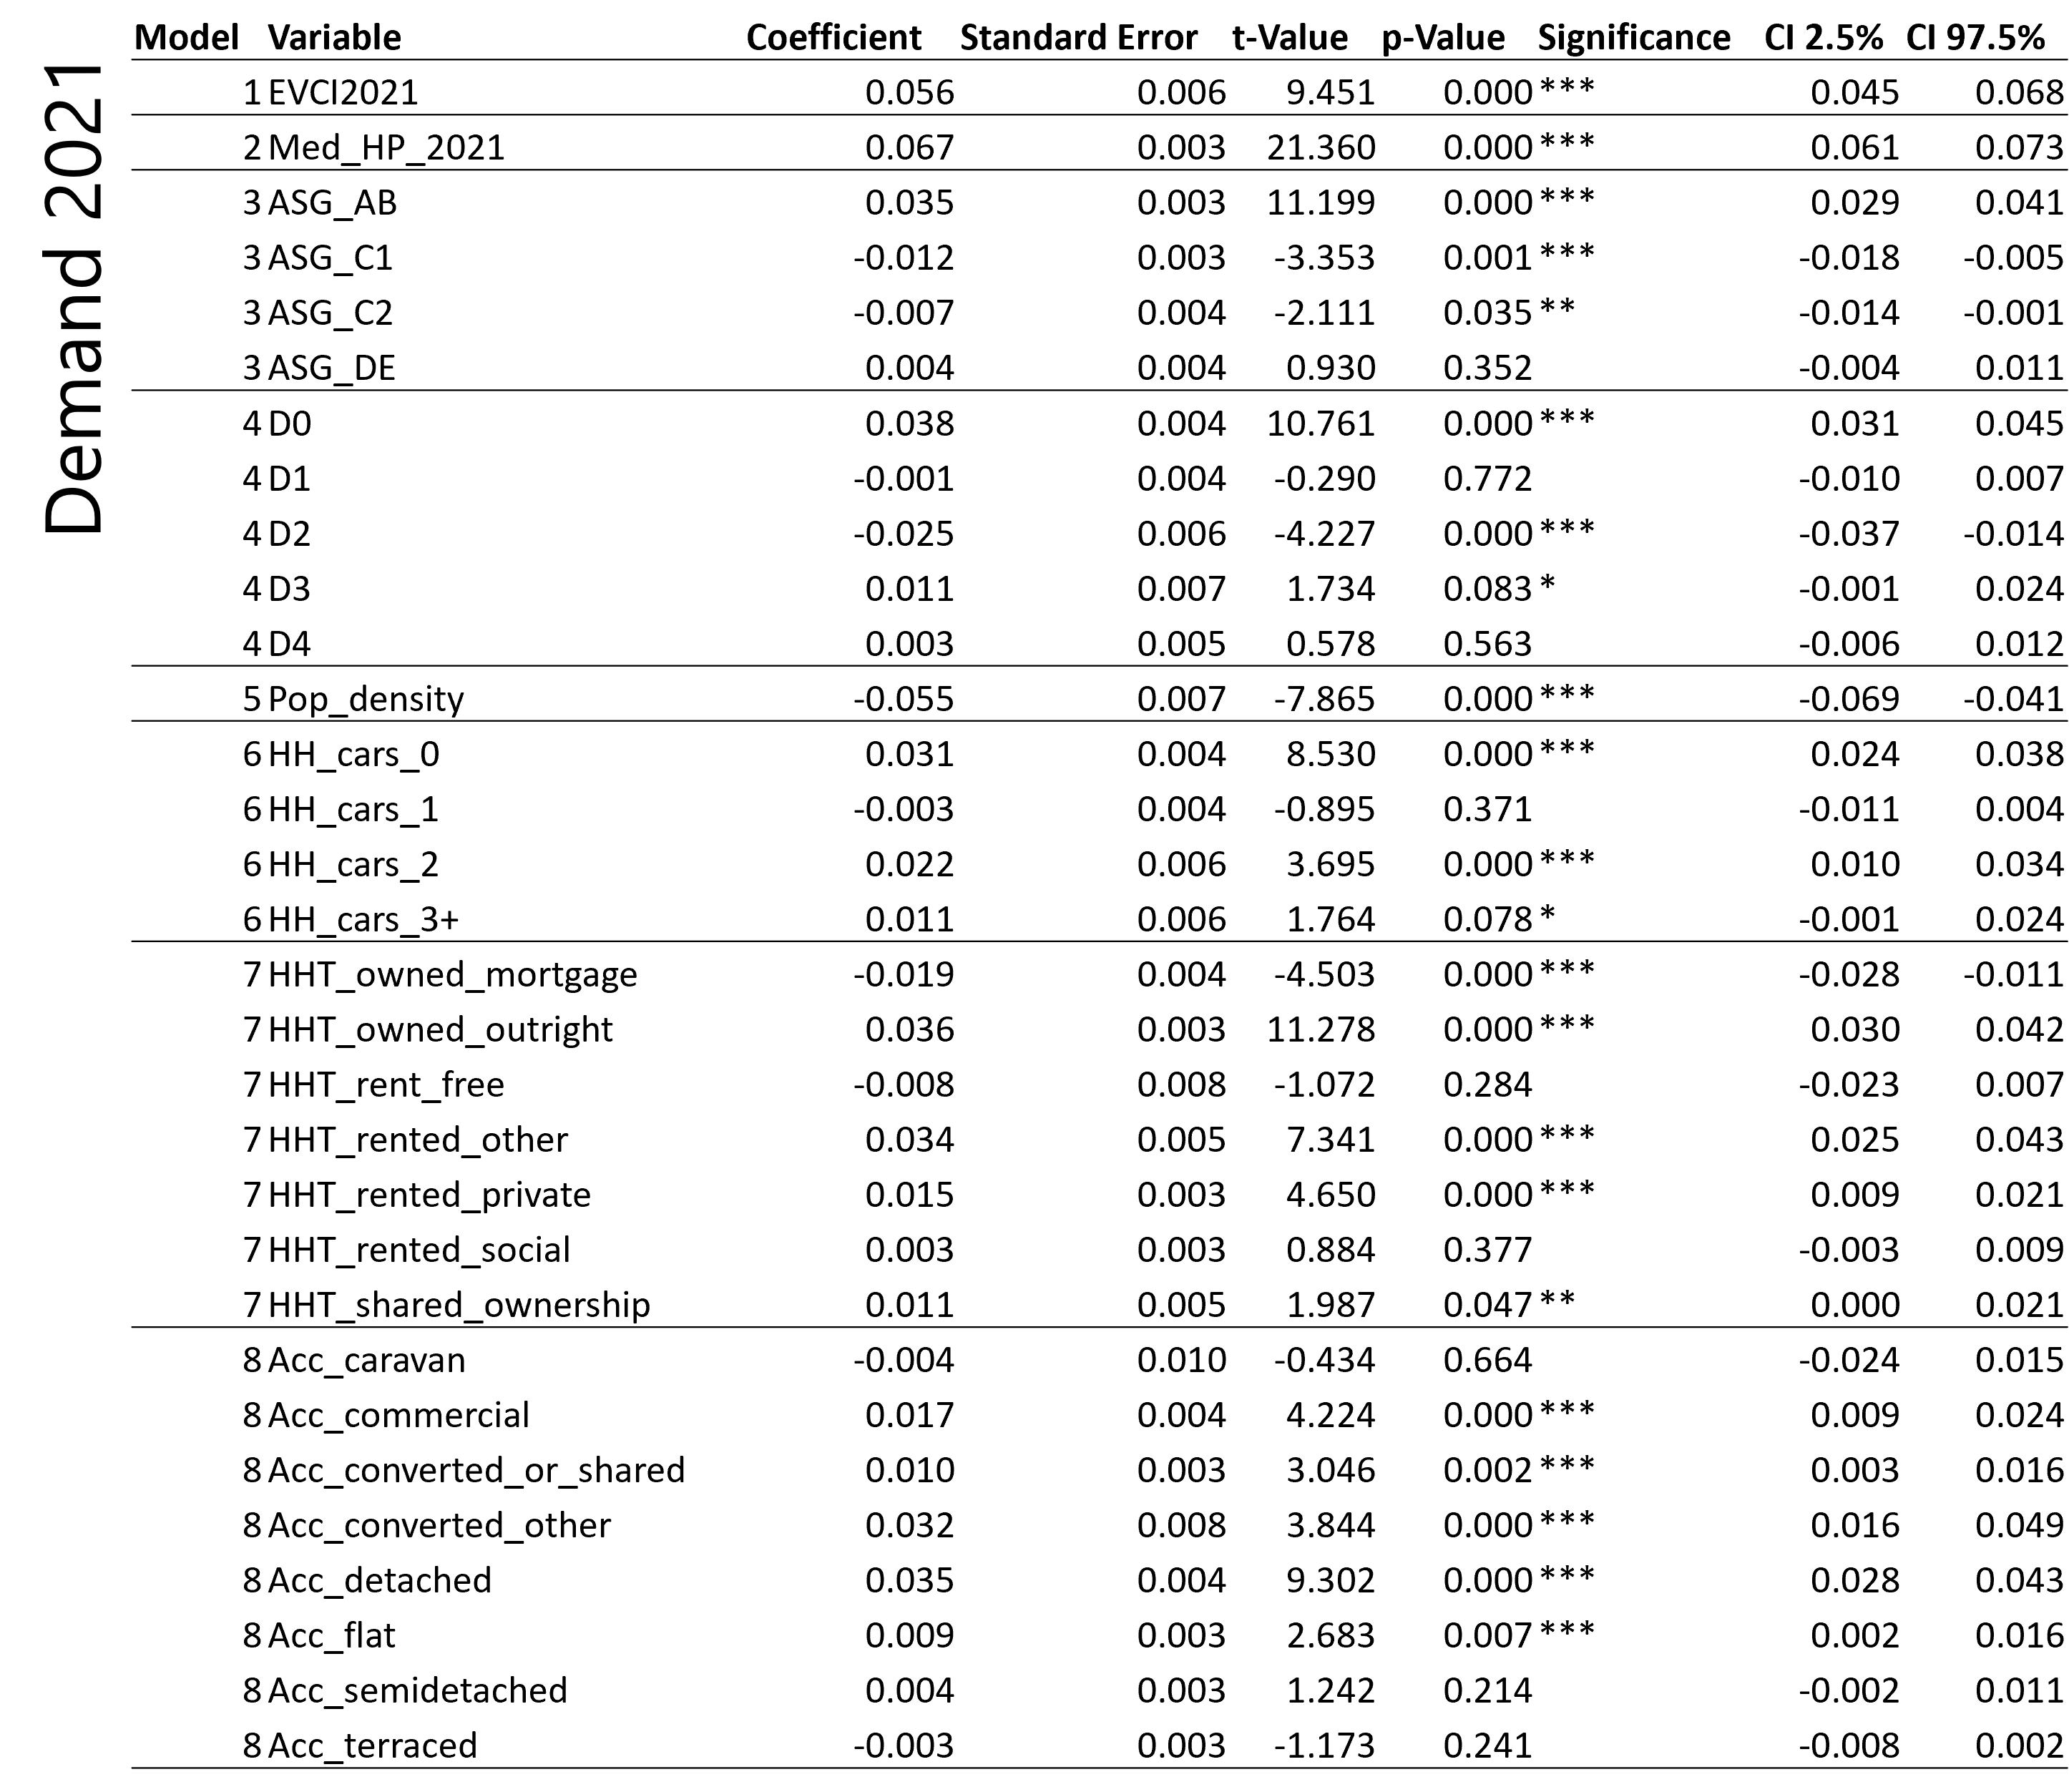 Demand 2021
Model Variable Coefficient Standard Error t-Value p-Value Significance CI 2.5% CI 97.5%
1 EVCI2021 0.056 0.006 9.451 0.000 *** 0.045 0.068
2 Med_HP_2021 0.067 0.003 21.360 0.000 *** 0.061 0.073
3 ASG_AB 0.035 0.003 11.199 0.000 *** 0.029 0.041
3 ASG_C1 -0.012 0.003 -3.353 0.001 *** -0.018 -0.005
3 ASG_C2 -0.007 0.004 -2.111 0.035 ** -0.014 -0.001
3 ASG_DE 0.004 0.004 0.930 0.352 -0.004 0.011
4 D0 0.038 0.004 10.761 0.000 *** 0.031 0.045
4 D1 -0.001 0.004 -0.290 0.772 -0.010 0.007
4 D2 -0.025 0.006 -4.227 0.000 *** -0.037 -0.014
4 D3 0.011 0.007 1.734 0.083 * -0.001 0.024
4 D4 0.003 0.005 0.578 0.563 -0.006 0.012
5 Pop_density -0.055 0.007 -7.865 0.000 *** -0.069 -0.041
6 HH_cars_0 0.031 0.004 8.530 0.000 *** 0.024 0.038
6 HH_cars_1 -0.003 0.004 -0.895 0.371 -0.011 0.004
6 HH_cars_2 0.022 0.006 3.695 0.000 *** 0.010 0.034
6 HH_cars_3+ 0.011 0.006 1.764 0.078 * -0.001 0.024
7 HHT_owned_mortgage -0.019 0.004 -4.503 0.000 *** -0.028 -0.011
7 HHT_owned_outright 0.036 0.003 11.278 0.000 *** 0.030 0.042
7 HHT_rent_free -0.008 0.008 -1.072 0.284 -0.023 0.007
7 HHT_rented_other 0.034 0.005 7.341 0.000 *** 0.025 0.043
7 HHT_rented_private 0.015 0.003 4.650 0.000 *** 0.009 0.021
7 HHT_rented_social 0.003 0.003 0.884 0.377 -0.003 0.009
7 HHT_shared_ownership 0.011 0.005 1.987 0.047 ** 0.000 0.021
8 Acc_caravan -0.004 0.010 -0.434 0.664 -0.024 0.015
8 Acc_commercial 0.017 0.004 4.224 0.000 *** 0.009 0.024
8 Acc_converted_or_shared 0.010 0.003 3.046 0.002 *** 0.003 0.016
8 Acc_converted_other 0.032 0.008 3.844 0.000 *** 0.016 0.049
8 Acc_detached 0.035 0.004 9.302 0.000 *** 0.028 0.043
8 Acc_flat 0.009 0.003 2.683 0.007 *** 0.002 0.016
8 Acc_semidetached 0.004 0.003 1.242 0.214 -0.002 0.011
8 Acc_terraced -0.003 0.003 -1.173 0.241 -0.008 0.002